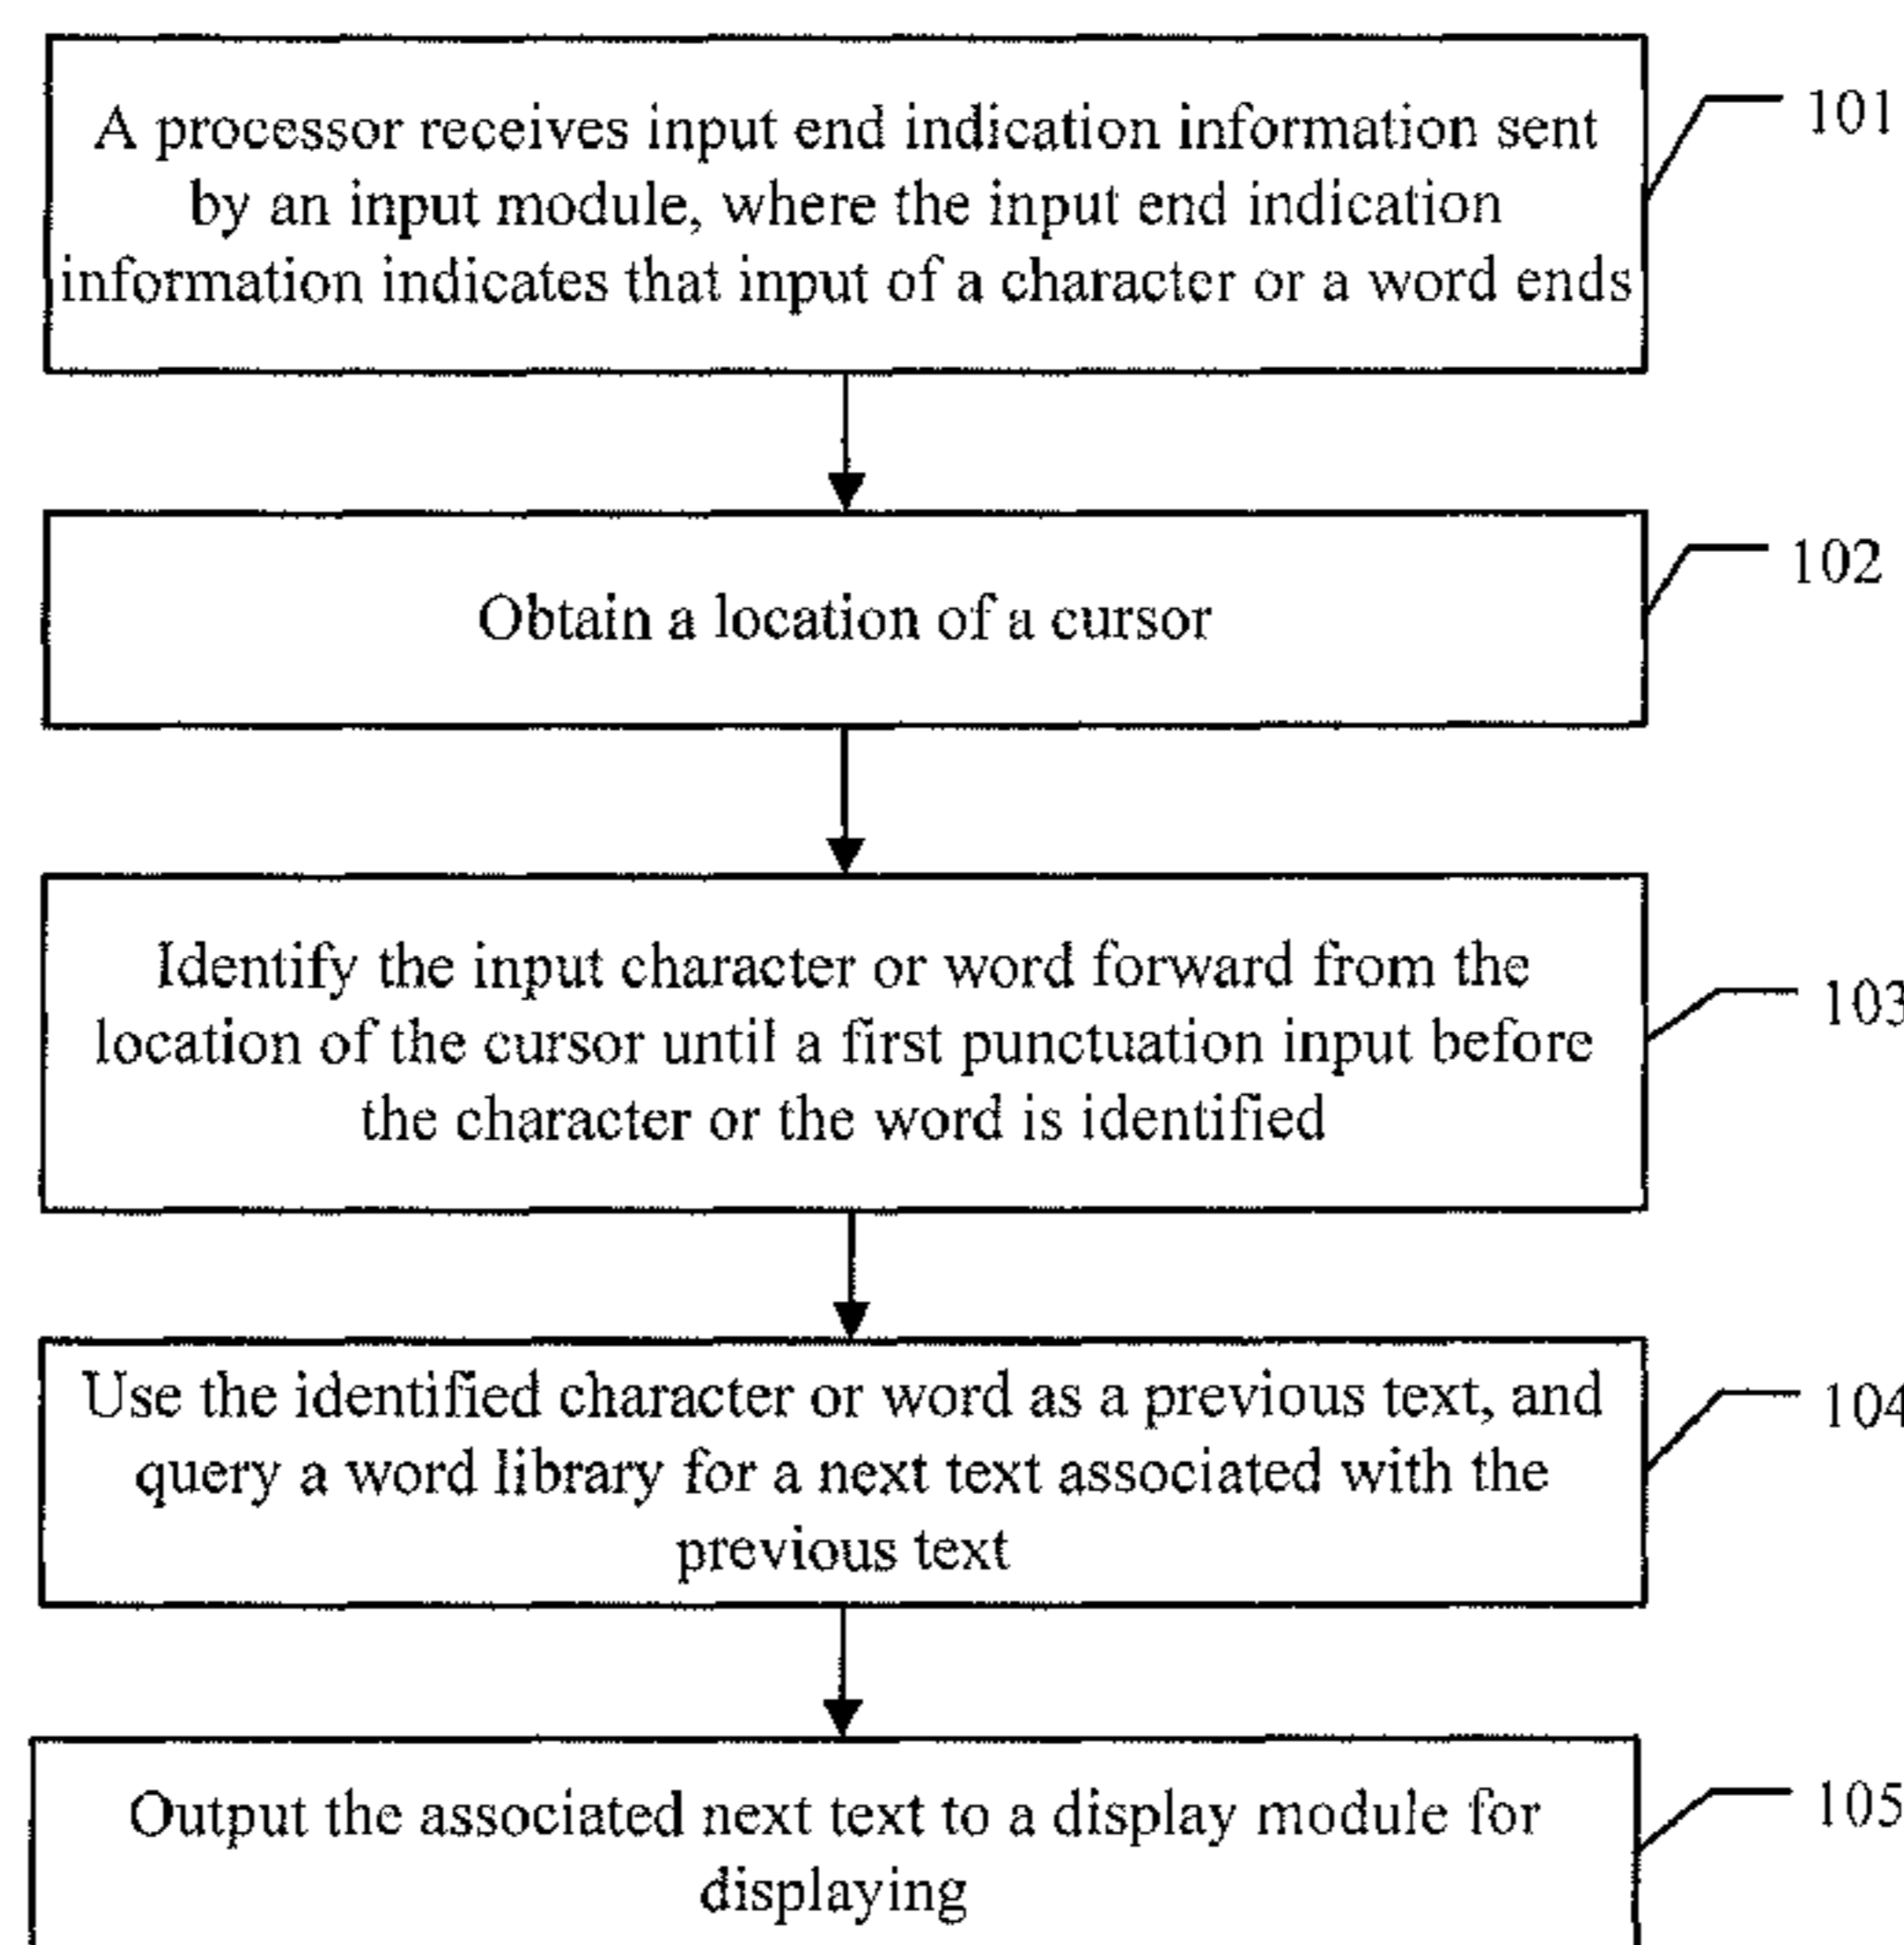 A processor receives input end indication information sent
by an input module, where the input end indication
information indicates that input of a character or a word ends
101
Obtain a location of a cursor
102
Identify the input character or word forward from the
location of the cursor until a first punctuation input before
the character or the word is identified
103
Use the identified character or word as a previous text, and
query a word library for a next text associated with the
previous text
104
Output the associated next text to a display module for
displaying
105